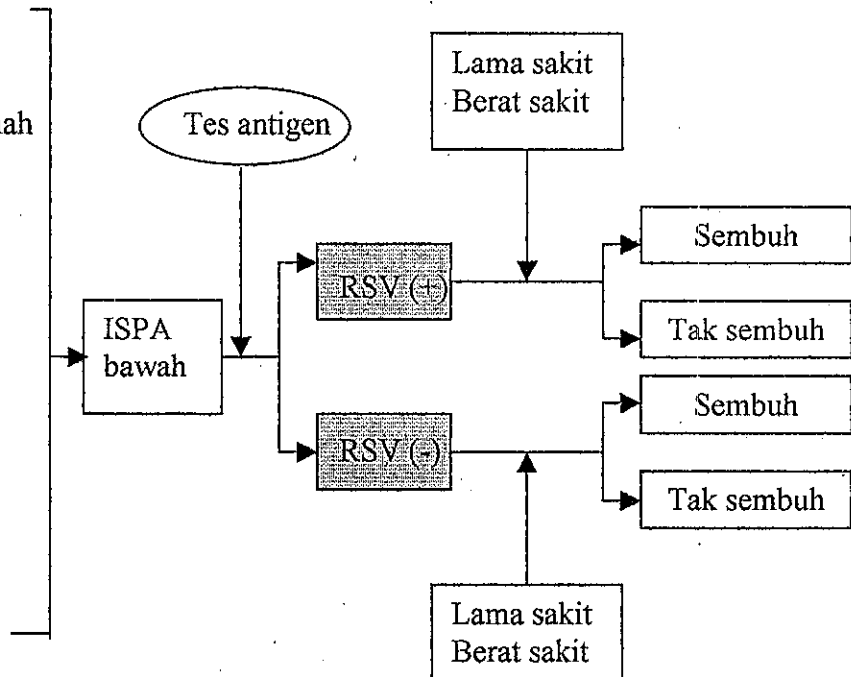 Lama sakit
Berat sakit
Tes antigen
Sembuh
RSV (+)
ISPA
bawah
Tak sembuh
Sembuh
RSV (-)
Tak sembuh
Lama sakit
Berat sakit